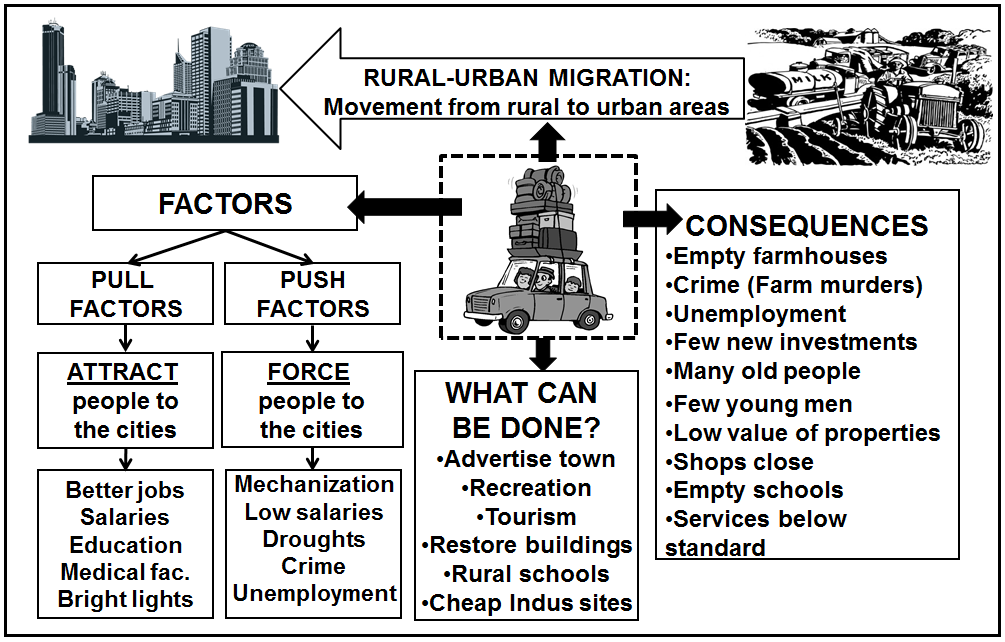 RURAL-URBAN MIGRATION:
Movement from rural to urban areas
MILK
FACTORS
PULL
FACTORS
ATTRACT
people to
the cities
Better jobs
Salaries
Education
Medical fac.
Bright lights
PUSH
FACTORS
FORCE
people to
the cities
Mechanization
Low salaries
Droughts
Crime
Unemployment
WHAT CAN
BE DONE?
•Advertise town
•Recreation
•Tourism
•Restore buildings
•Rural schools
•Cheap Indus sites
CONSEQUENCES
•Empty farmhouses
•Crime (Farm murders)
•Unemployment
•Few new investments
•Many old people
•Few young men
•Low value of properties
•Shops close
•Empty schools
•Services below
standard